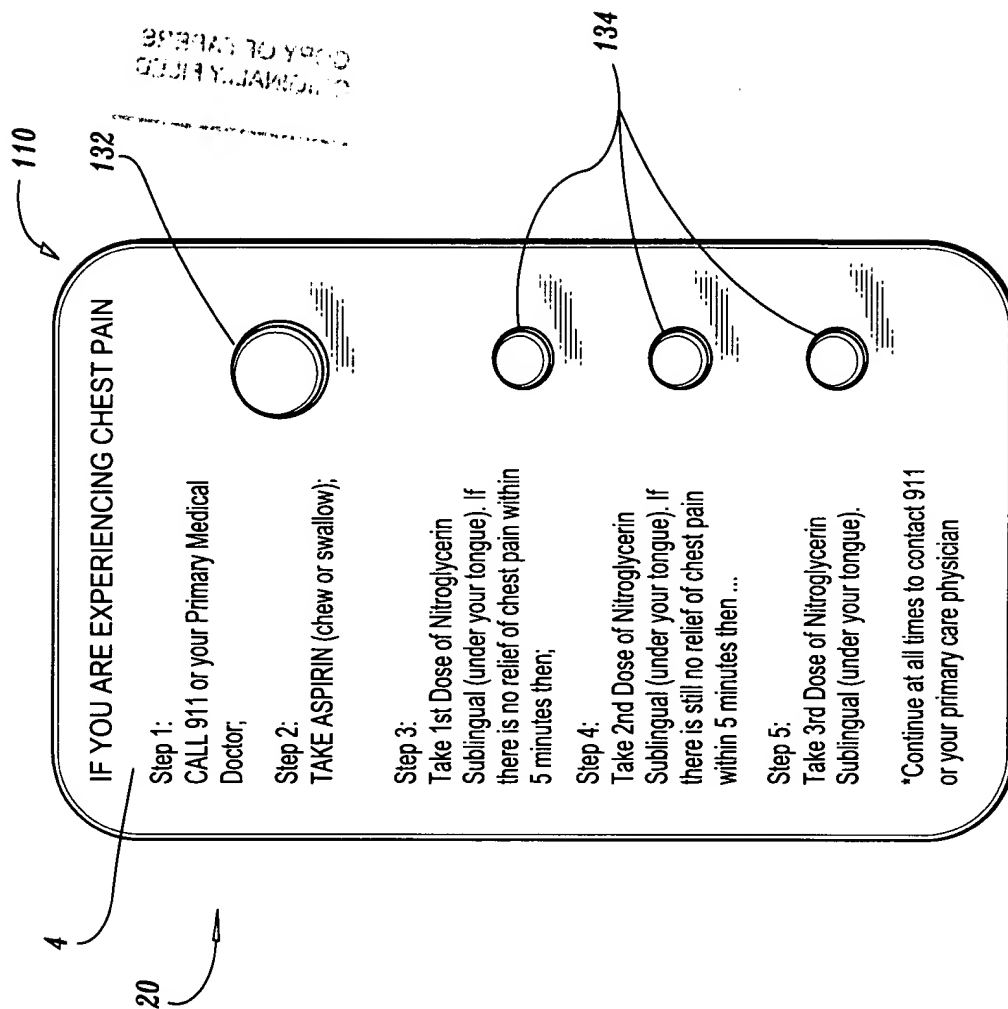 110
132
4
20
134
IF YOU ARE EXPERIENCING CHEST PAIN
Step 1:
CALL 911 or your Primary Medical
Doctor;
Step 2:
TAKE ASPIRIN (chew or swallow);
Step 3:
Take 1st Dose of Nitroglycerin
Sublingual (under your tongue). If
there is no relief of chest pain within
5 minutes then;
Step 4:
Take 2nd Dose of Nitroglycerin
Sublingual (under your tongue). If
there is still no relief of chest pain
within 5 minutes then ...
Step 5:
Take 3rd Dose of Nitroglycerin
Sublingual (under your tongue).
*Continue at all times to contact 911
or your primary care physician
COPY OF PAPERS
ORIGINALLY FILED